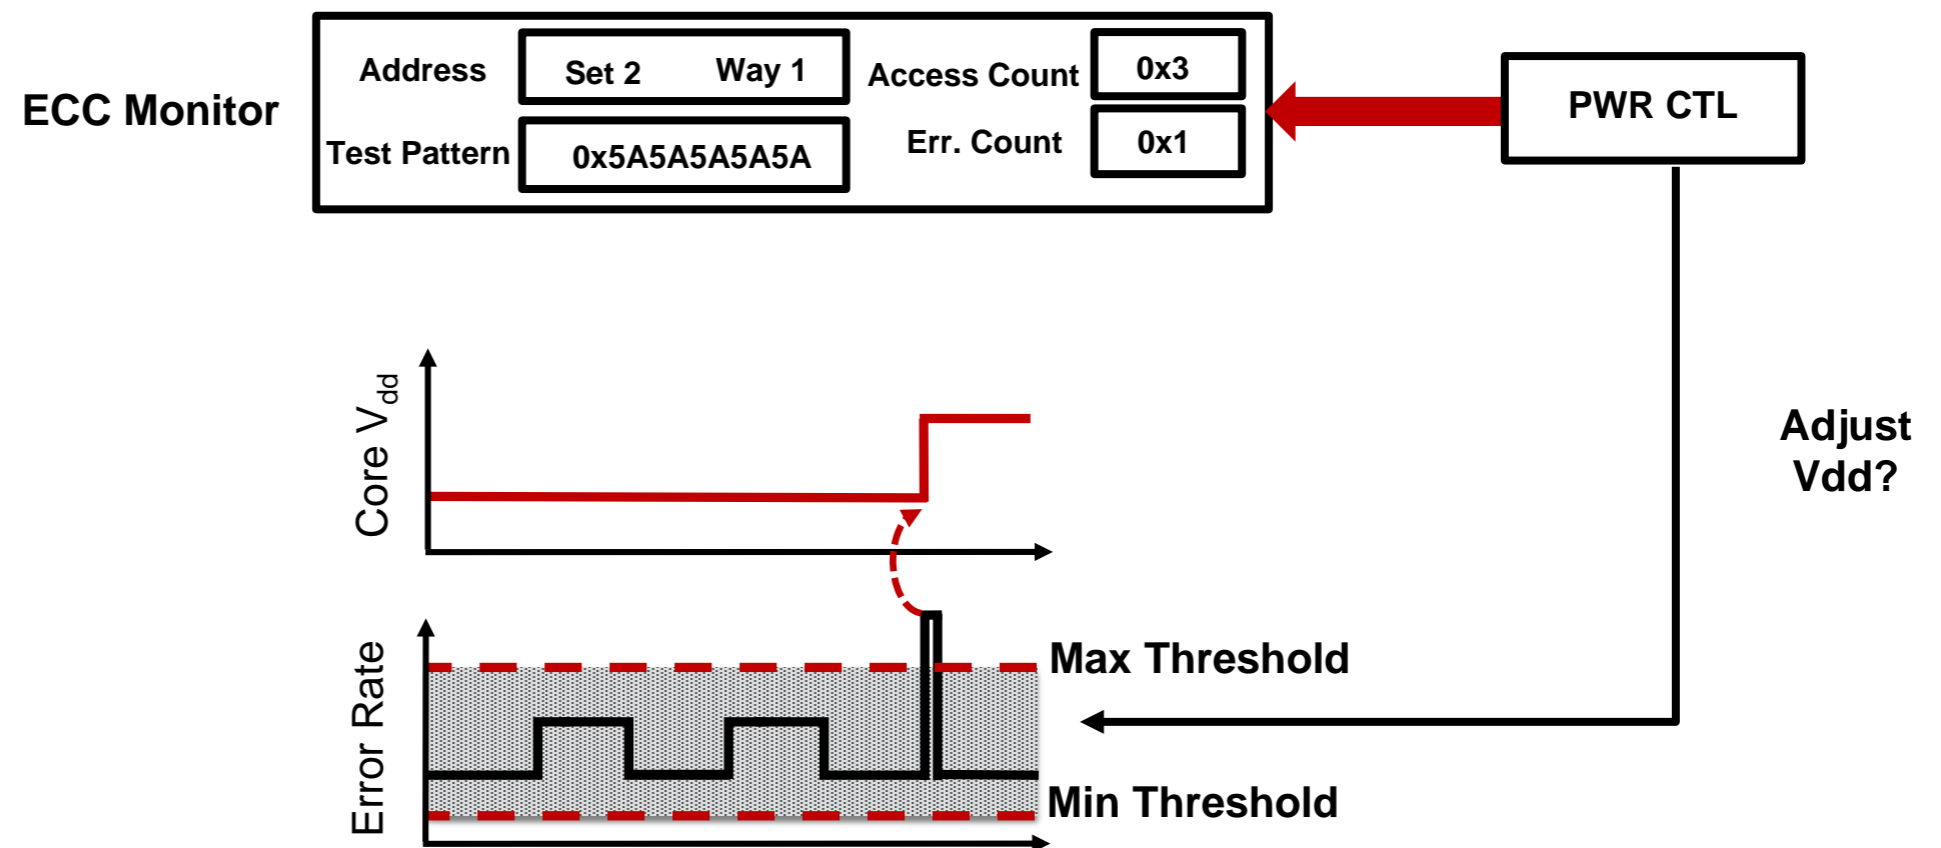 ECC Monitor
Address
Set 2 Way 1
Access Count
0x3
Test Pattern
0x5A5A5A5A5A
Err. Count
0x1
PWR CTL
Core Vdd
Adjust
Vdd?
Error Rate
Max Threshold
Min Threshold